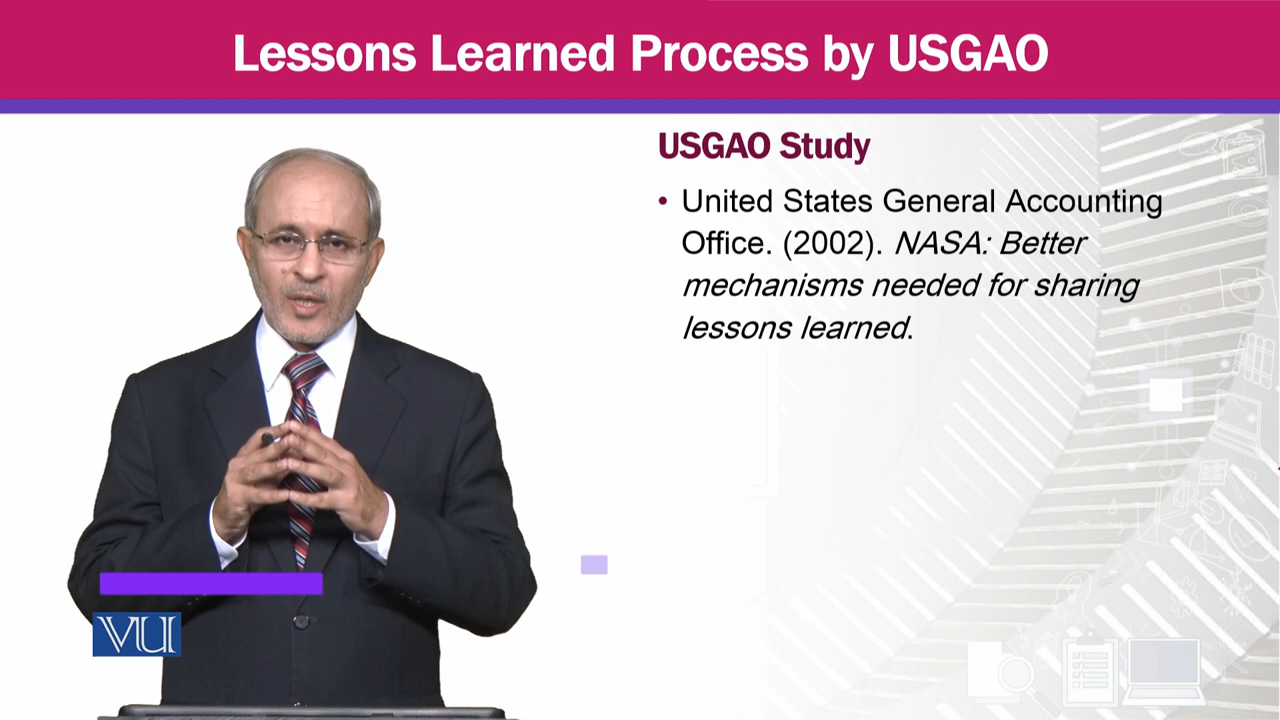 Lessons Learned Process by USGAO
USGAO Study
• United States General Accounting
Office. (2002). NASA: Better
mechanisms needed for sharing
lessons learned.
VU